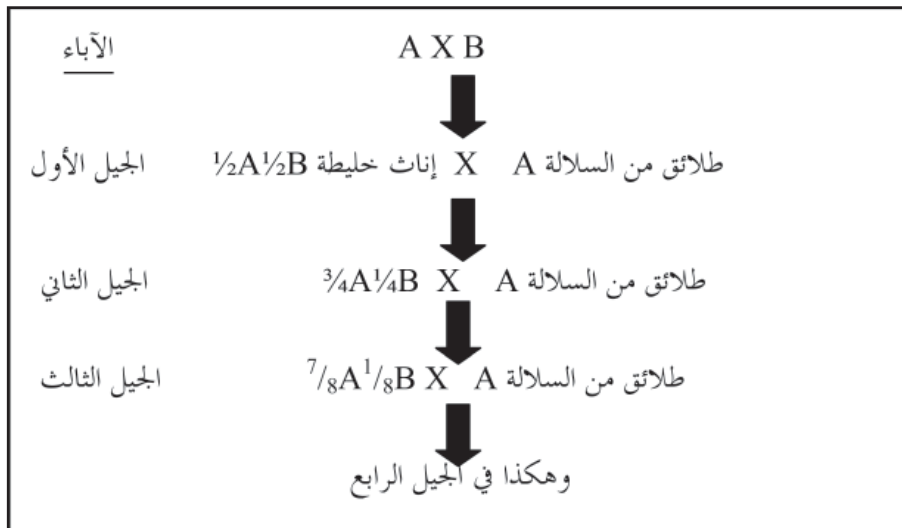 الآباء A X B
طلائق من السلالة A X إناث خليطة ½A½B الجيل الأول
طلائق من السلالة A X ¾A¼B الجيل الثاني
طلائق من السلالة A X ⁷/₈A¹/₈B الجيل الثالث
وهكذا في الجيل الرابع